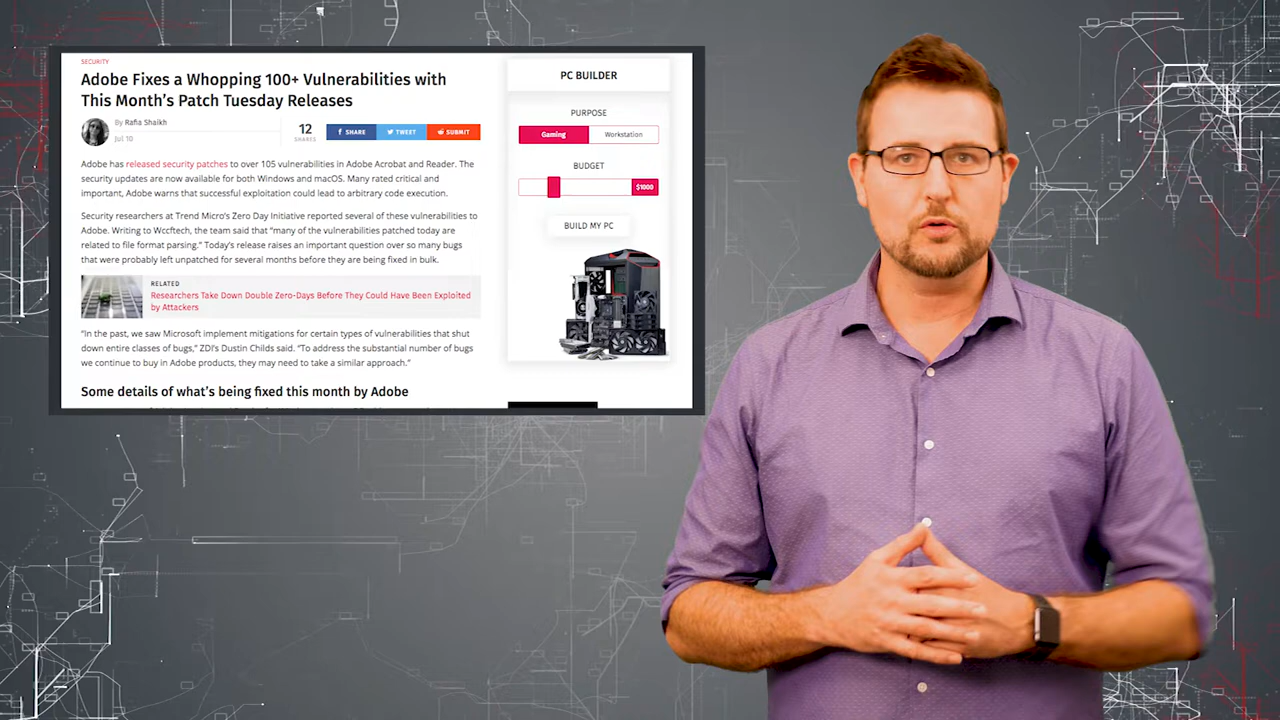 SECURITY
Adobe Fixes a Whopping 100+ Vulnerabilities with
This Month's Patch Tuesday Releases
By Rafia Shaikh
Jul 10
12
SHARES
SHARE
TWEET
SUBMIT
Adobe has released security patches to over 105 vulnerabilities in Adobe Acrobat and Reader. The
security updates are now available for both Windows and macOS. Many rated critical and
important, Adobe warns that successful exploitation could lead to arbitrary code execution.
Security researchers at Trend Micro's Zero Day Initiative reported several of these vulnerabilities to
Adobe. Writing to Wccftech, the team said that "many of the vulnerabilities patched today are
related to file format parsing." Today's release raises an important question over so many bugs
that were probably left unpatched for several months before they are being fixed in bulk.
RELATED
Researchers Take Down Double Zero-Days Before They Could Have Been Exploited
by Attackers
"In the past, we saw Microsoft implement mitigations for certain types of vulnerabilities that shut
down entire classes of bugs," ZDI's Dustin Childs said. "To address the substantial number of bugs
we continue to buy in Adobe products, they may need to take a similar approach."
Some details of what's being fixed this month by Adobe
PC BUILDER
PURPOSE
Gaming
Workstation
BUDGET
$1000
BUILD MY PC